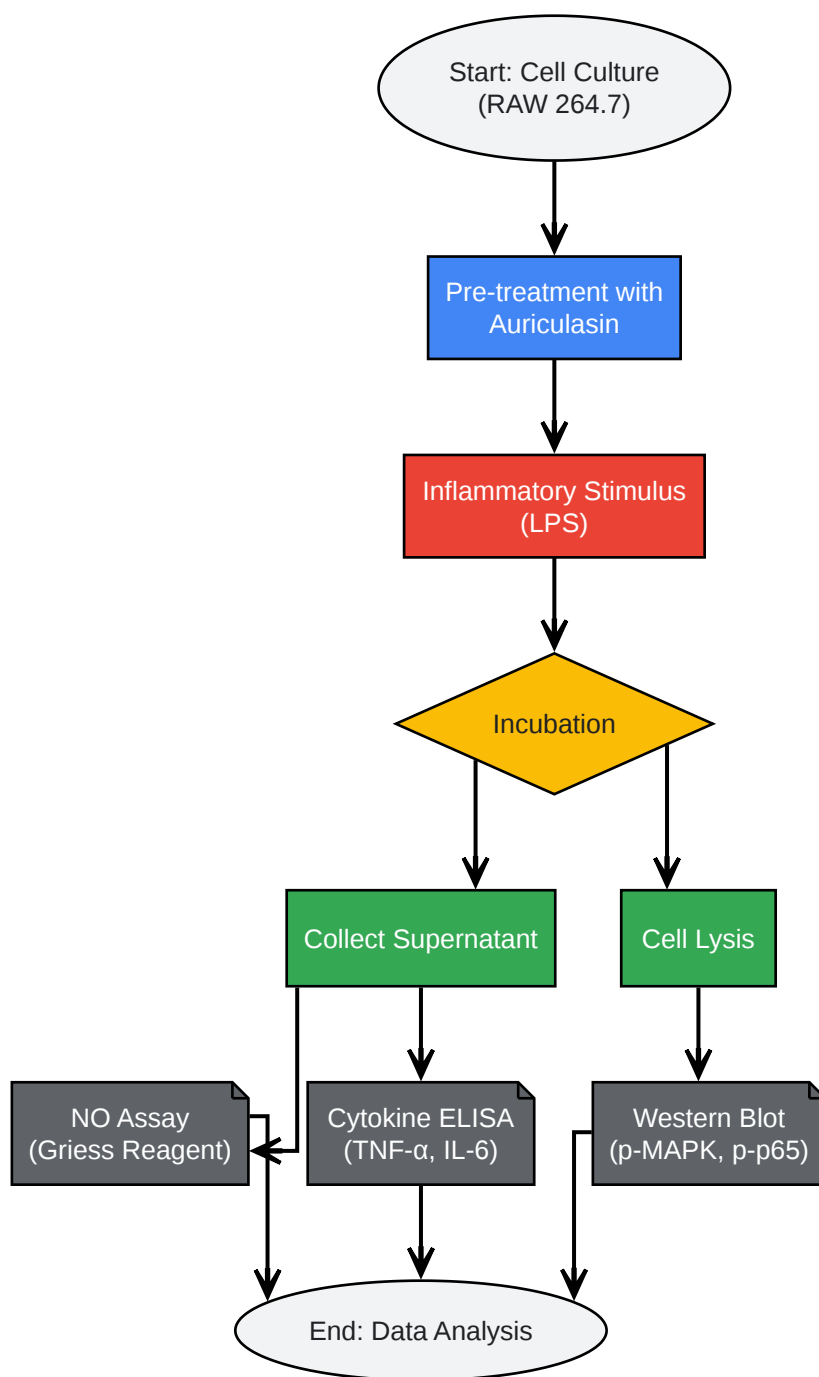 Start: Cell Culture
(RAW 264.7)
Pre-treatment with
Auriculasin
Inflammatory Stimulus
(LPS)
Incubation
Collect Supernatant
Cell Lysis
NO Assay
(Griess Reagent)
Cytokine ELISA
(TNF-α, IL-6)
Western Blot
(p-MAPK, p-p65)
End: Data Analysis